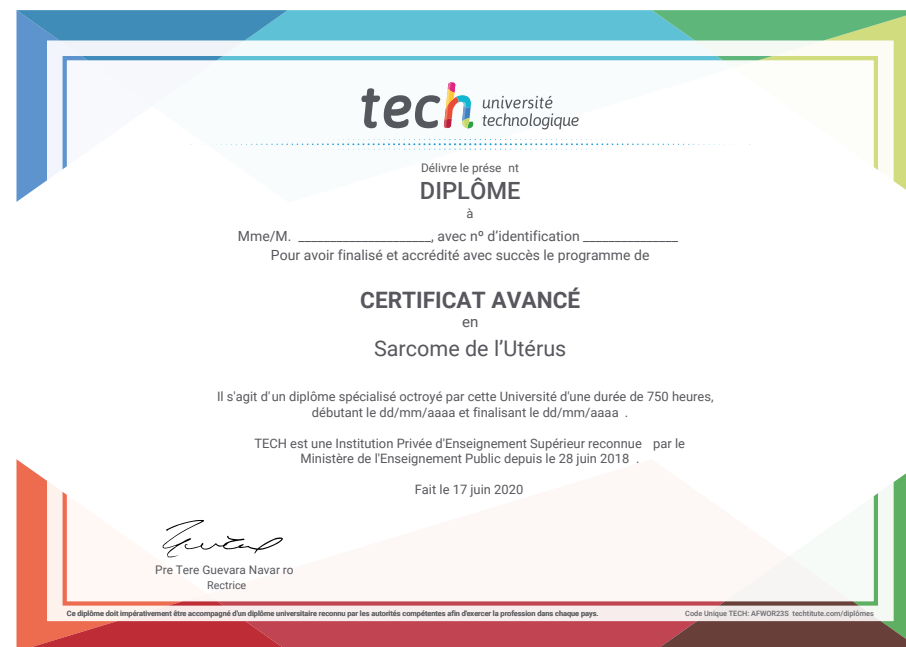 tech université
technologique
Délivre le prése nt
DIPLÔME
à
Mme/M. _____________________, avec nº d'identification _______________
Pour avoir finalisé et accrédité avec succès le programme de
CERTIFICAT AVANCÉ
en
Sarcome de l'Utérus
Il s'agit d'un diplôme spécialisé octroyé par cette Université d'une durée de 750 heures,
débutant le dd/mm/aaaa et finalisant le dd/mm/aaaa .
TECH est une Institution Privée d'Enseignement Supérieur reconnue par le
Ministère de l'Enseignement Public depuis le 28 juin 2018 .
Fait le 17 juin 2020
Pre Tere Guevara Navar ro
Rectrice
Ce diplôme doit impérativement être accompagné d'un diplôme universitaire reconnu par les autorités compétentes afin d'exercer la profession dans chaque pays. Code Unique TECH: AFWOR23S techtitute.com/diplômes